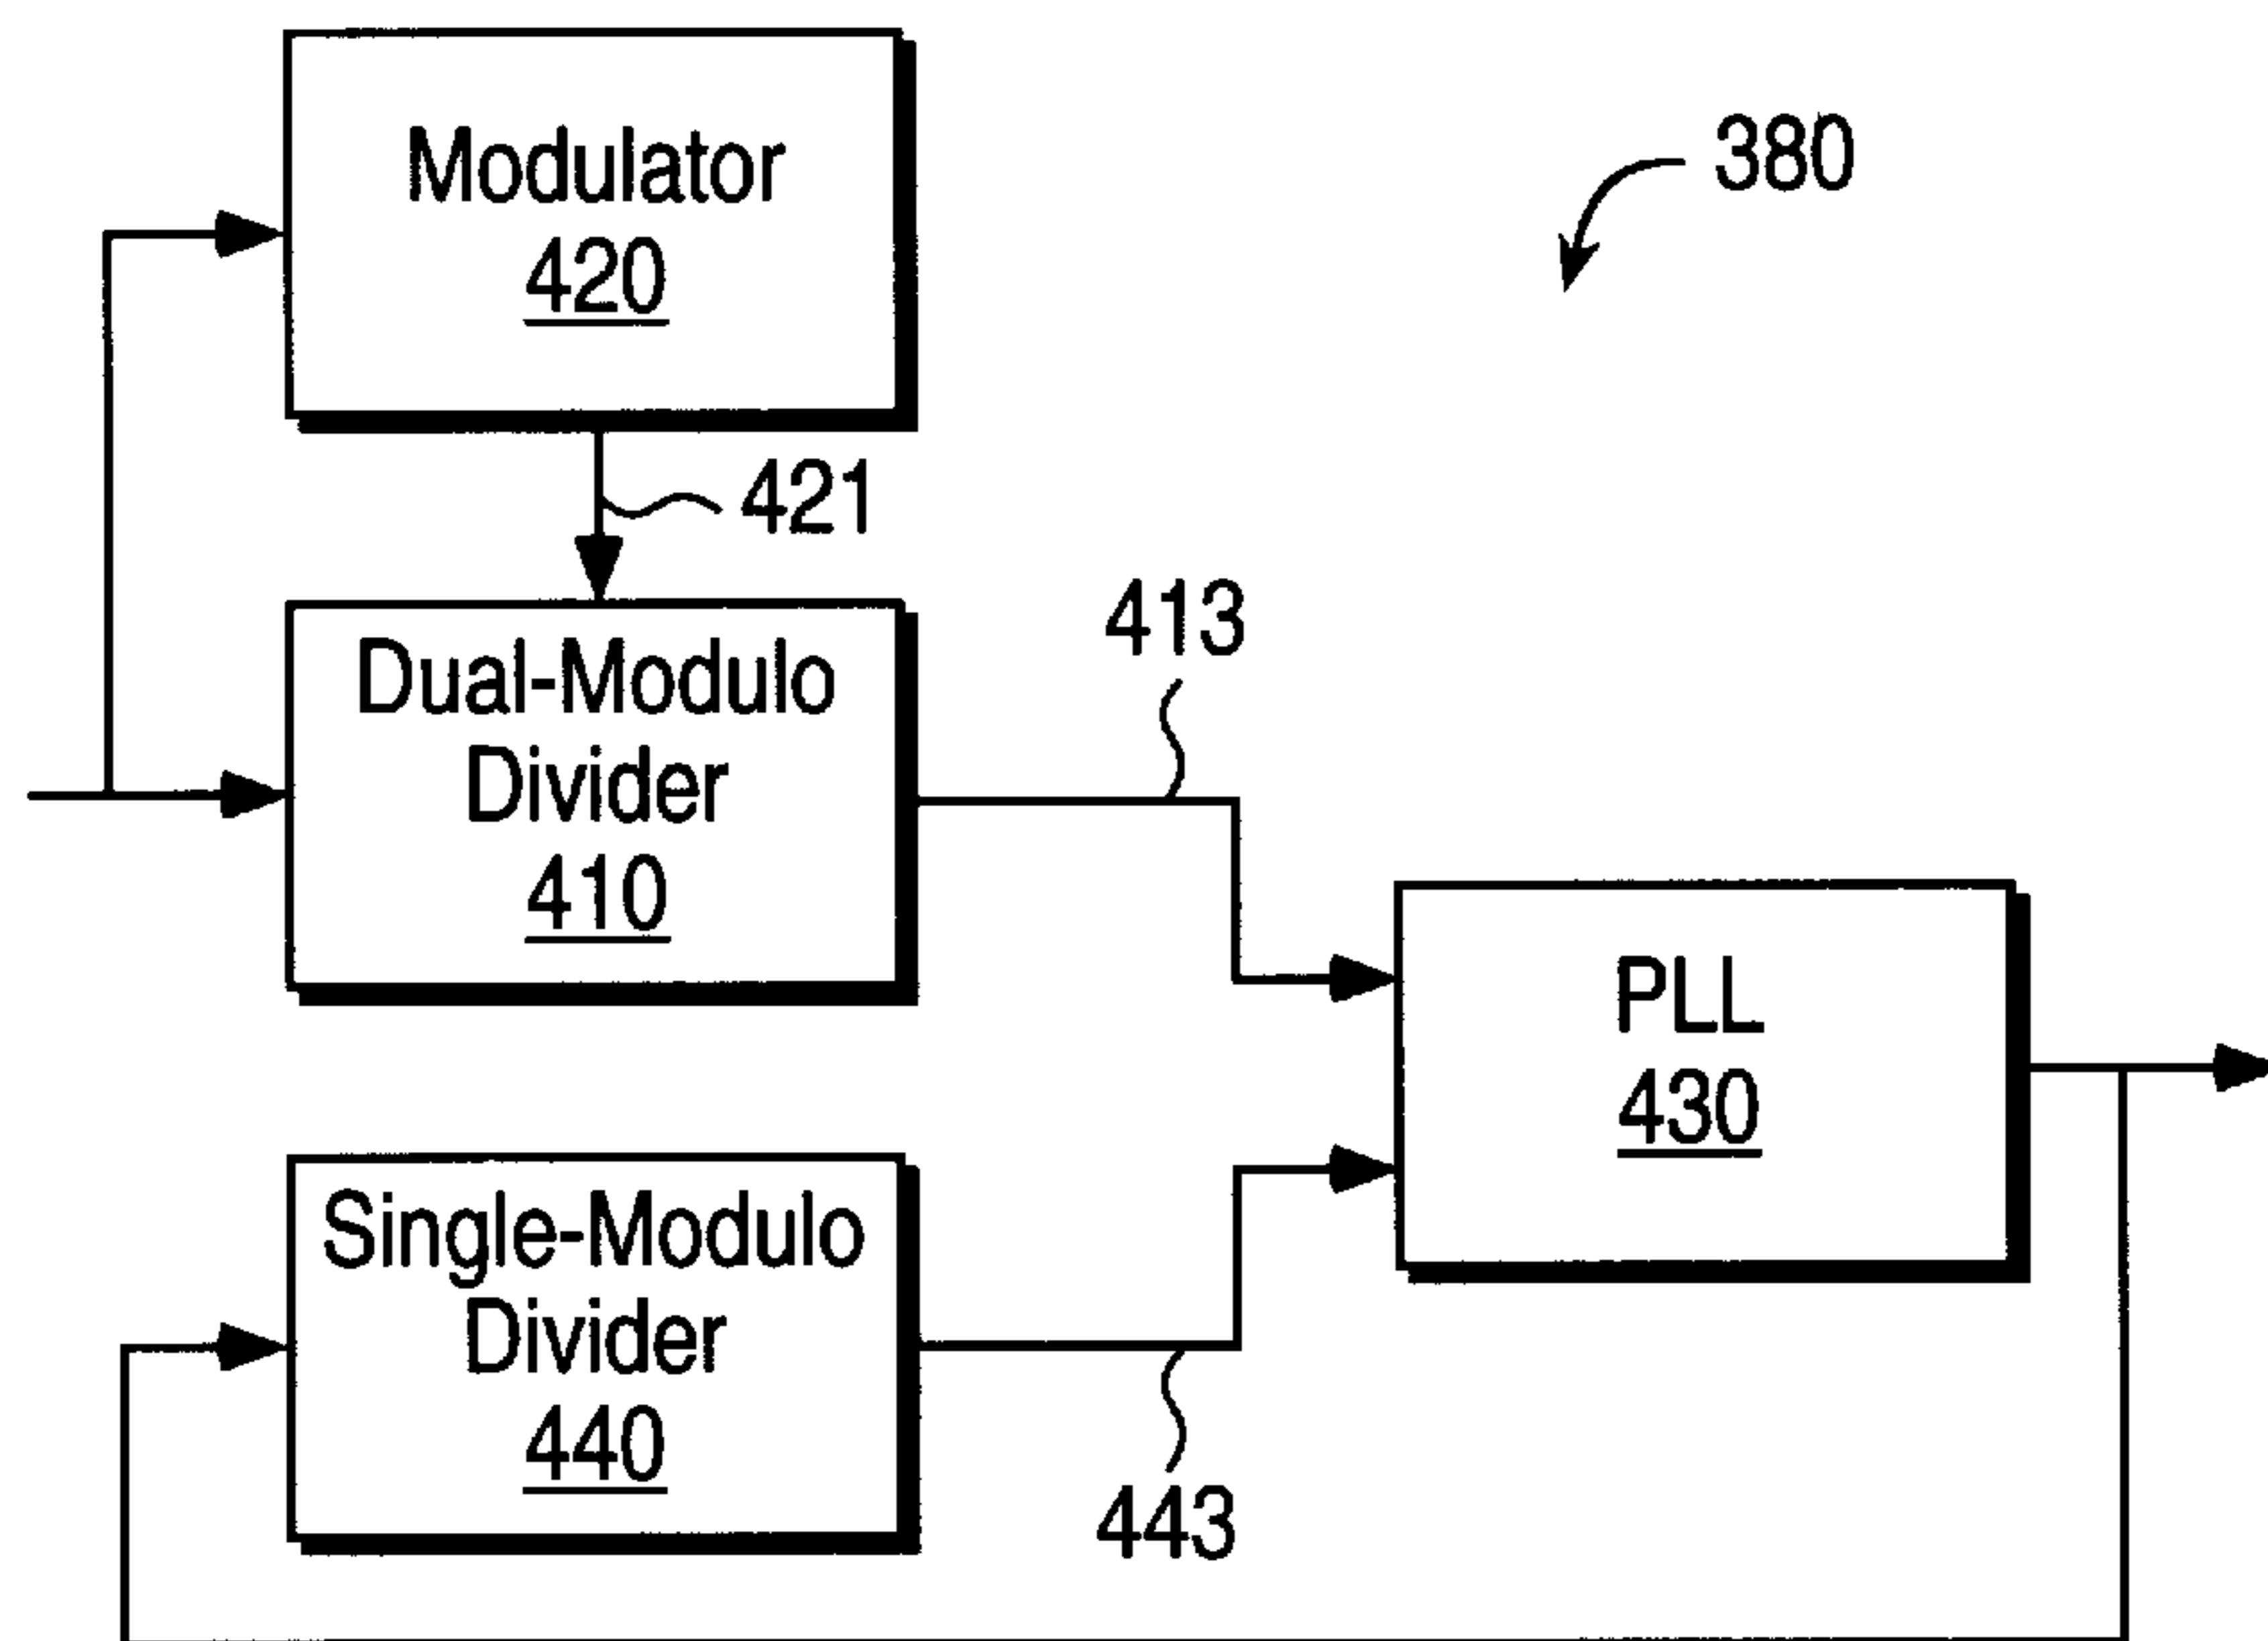 Modulator
420
380
421
Dual-Modulo
Divider
410
413
PLL
430
Single-Modulo
Divider
440
443